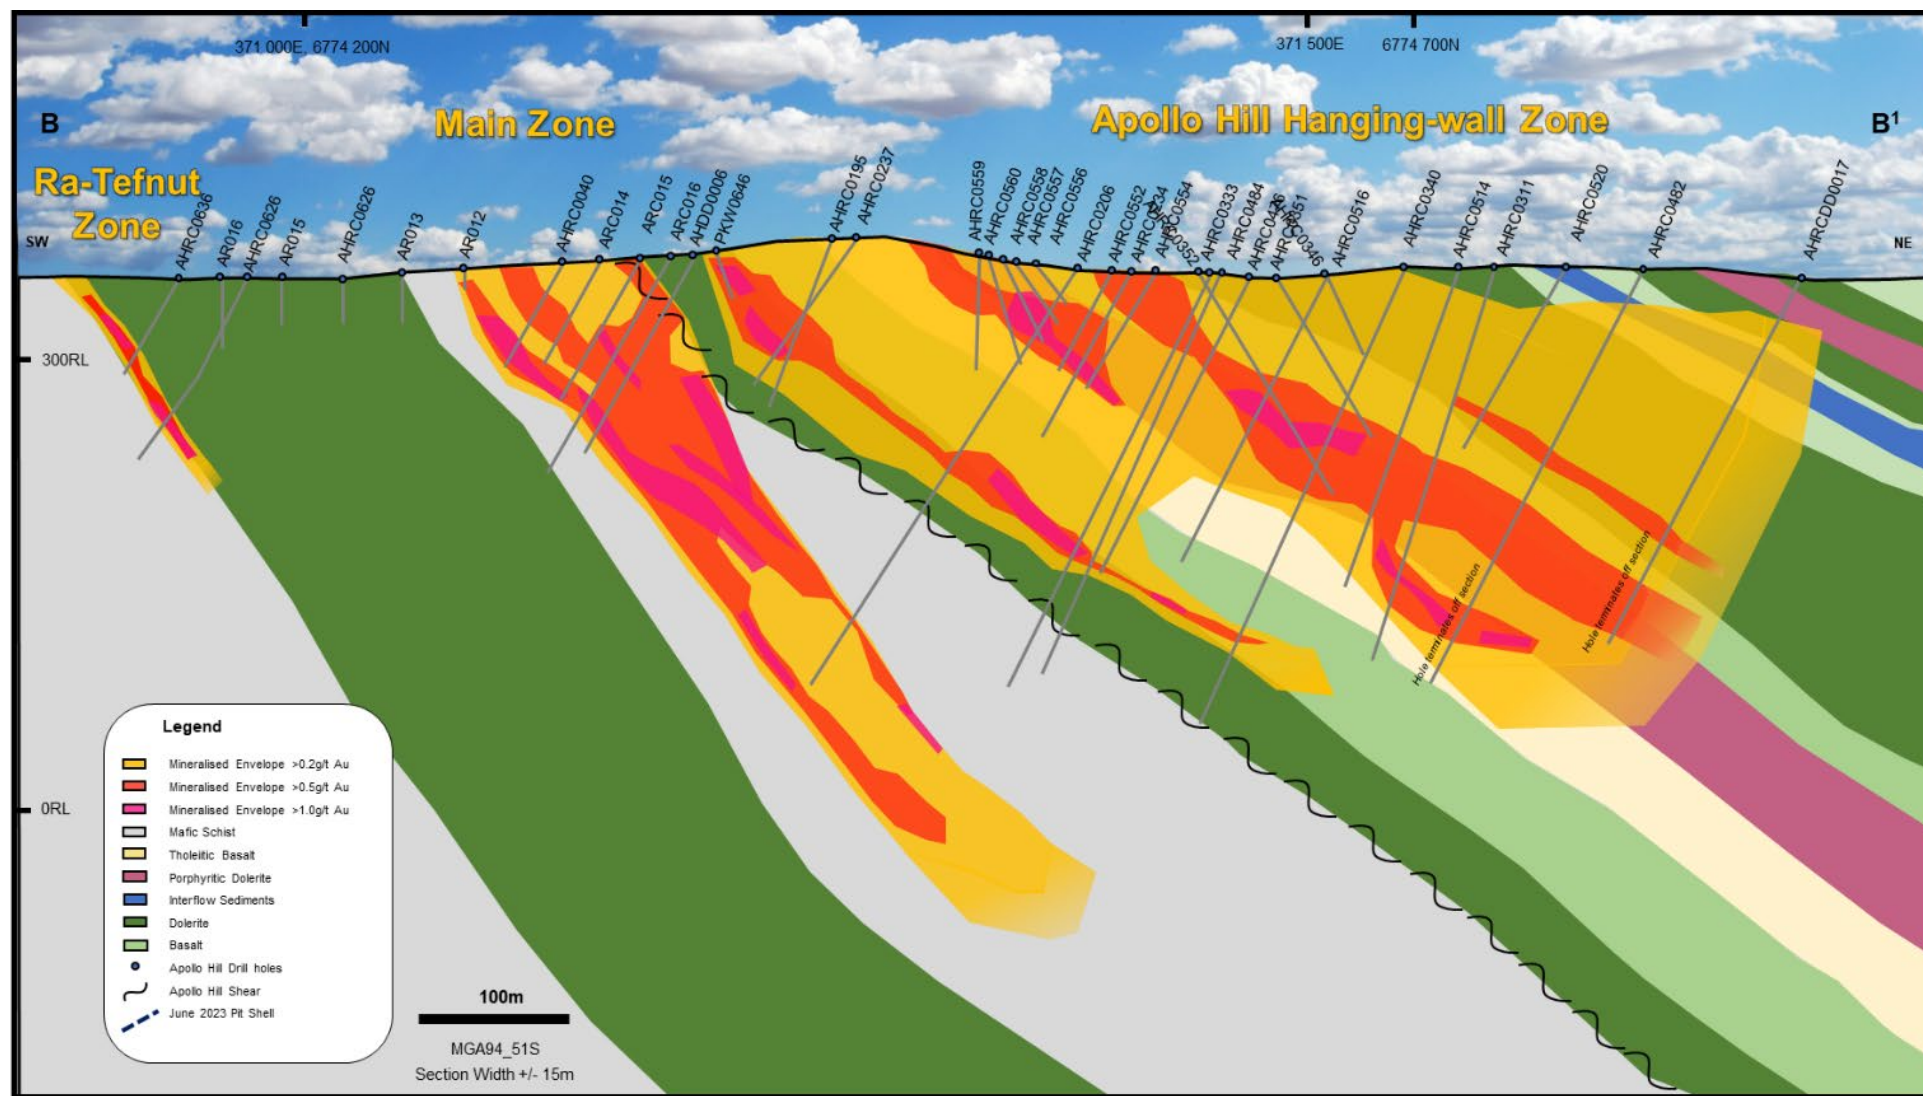 371 000E, 6774 200N
371 500E
6774 700N
B
Main Zone
Apollo Hill Hanging-wall Zone
B¹
Ra-Tefnut
Zone
SW
NE
AHRC0636
AR016
AHRC0626
AR015
AHRC0626
AR013
AR012
AHRC0040
ARC014
ARC015
ARC016
AHDD0006
PKW0646
AHRC0195
AHRC0237
AHRC0559
AHRC0560
AHRC0558
AHRC0557
AHRC0556
AHRC0206
AHRC0552
AHRC0554
AHRC0333
AHRC0484
AHRC0516
AHRC0340
AHRC0514
AHRC0311
AHRC0520
AHRC0482
AHRCDD0017
300RL
0RL
Hole terminates off section
Hole terminates off section
Legend
Mineralised Envelope >0.2g/t Au
Mineralised Envelope >0.5g/t Au
Mineralised Envelope >1.0g/t Au
Mafic Schist
Tholeiitic Basalt
Porphyritic Dolerite
Interflow Sediments
Dolerite
Basalt
Apollo Hill Drill holes
Apollo Hill Shear
June 2023 Pit Shell
100m
MGA94_51S
Section Width +/- 15m